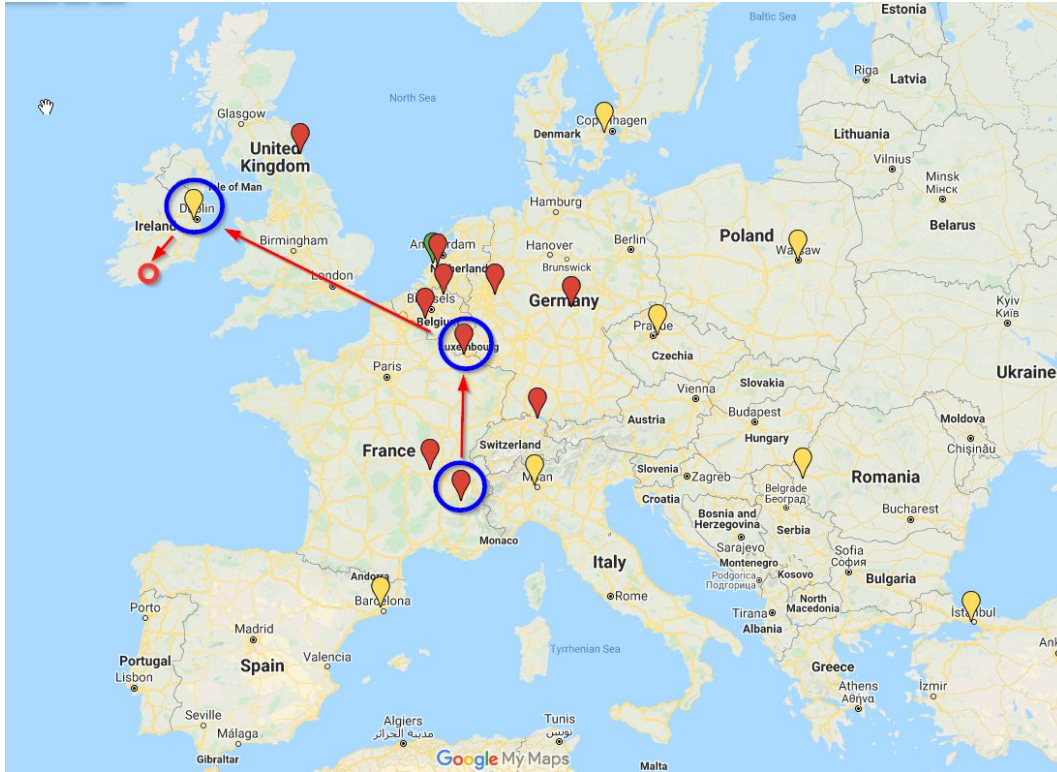 Baltic Sea
Estonia
Riga
Latvia
North Sea
Glasgow
Copenhagen
Denmark
Lithuania
United
Kingdom
Vilnius
Minsk
Мінск
Isle of Man
Dublin
Ireland
Hamburg
Belarus
Poland
Birmingham
Amsterdam
Hanover
Berlin
Warsaw
Netherlands
Brunswick
London
Brussels
Germany
Kyiv
Київ
Belgium
Prague
Luxembourg
Czechia
Paris
Ukraine
Vienna
Slovakia
Budapest
Moldova
Austria
Hungary
Chișinău
France
Switzerland
Slovenia
Zagreb
Milan
Croatia
Belgrade
Београд
Romania
Bucharest
Bosnia and
Herzegovina
Serbia
Monaco
Sarajevo
Sofia
София
Italy
Montenegro
Kosovo
Bulgaria
Andorra
Podgorica
Подгорица
Rome
North
Macedonia
Porto
Barcelona
İstanbul
Tirana
Albania
Madrid
Tyrrhenian Sea
Portugal
Spain
Valencia
Greece
Lisbon
Athens
Αθήνα
İzmir
Seville
Málaga
Algiers
مدينة الجزائر
Tunis
تونس
Gibraltar
Google My Maps
Malta